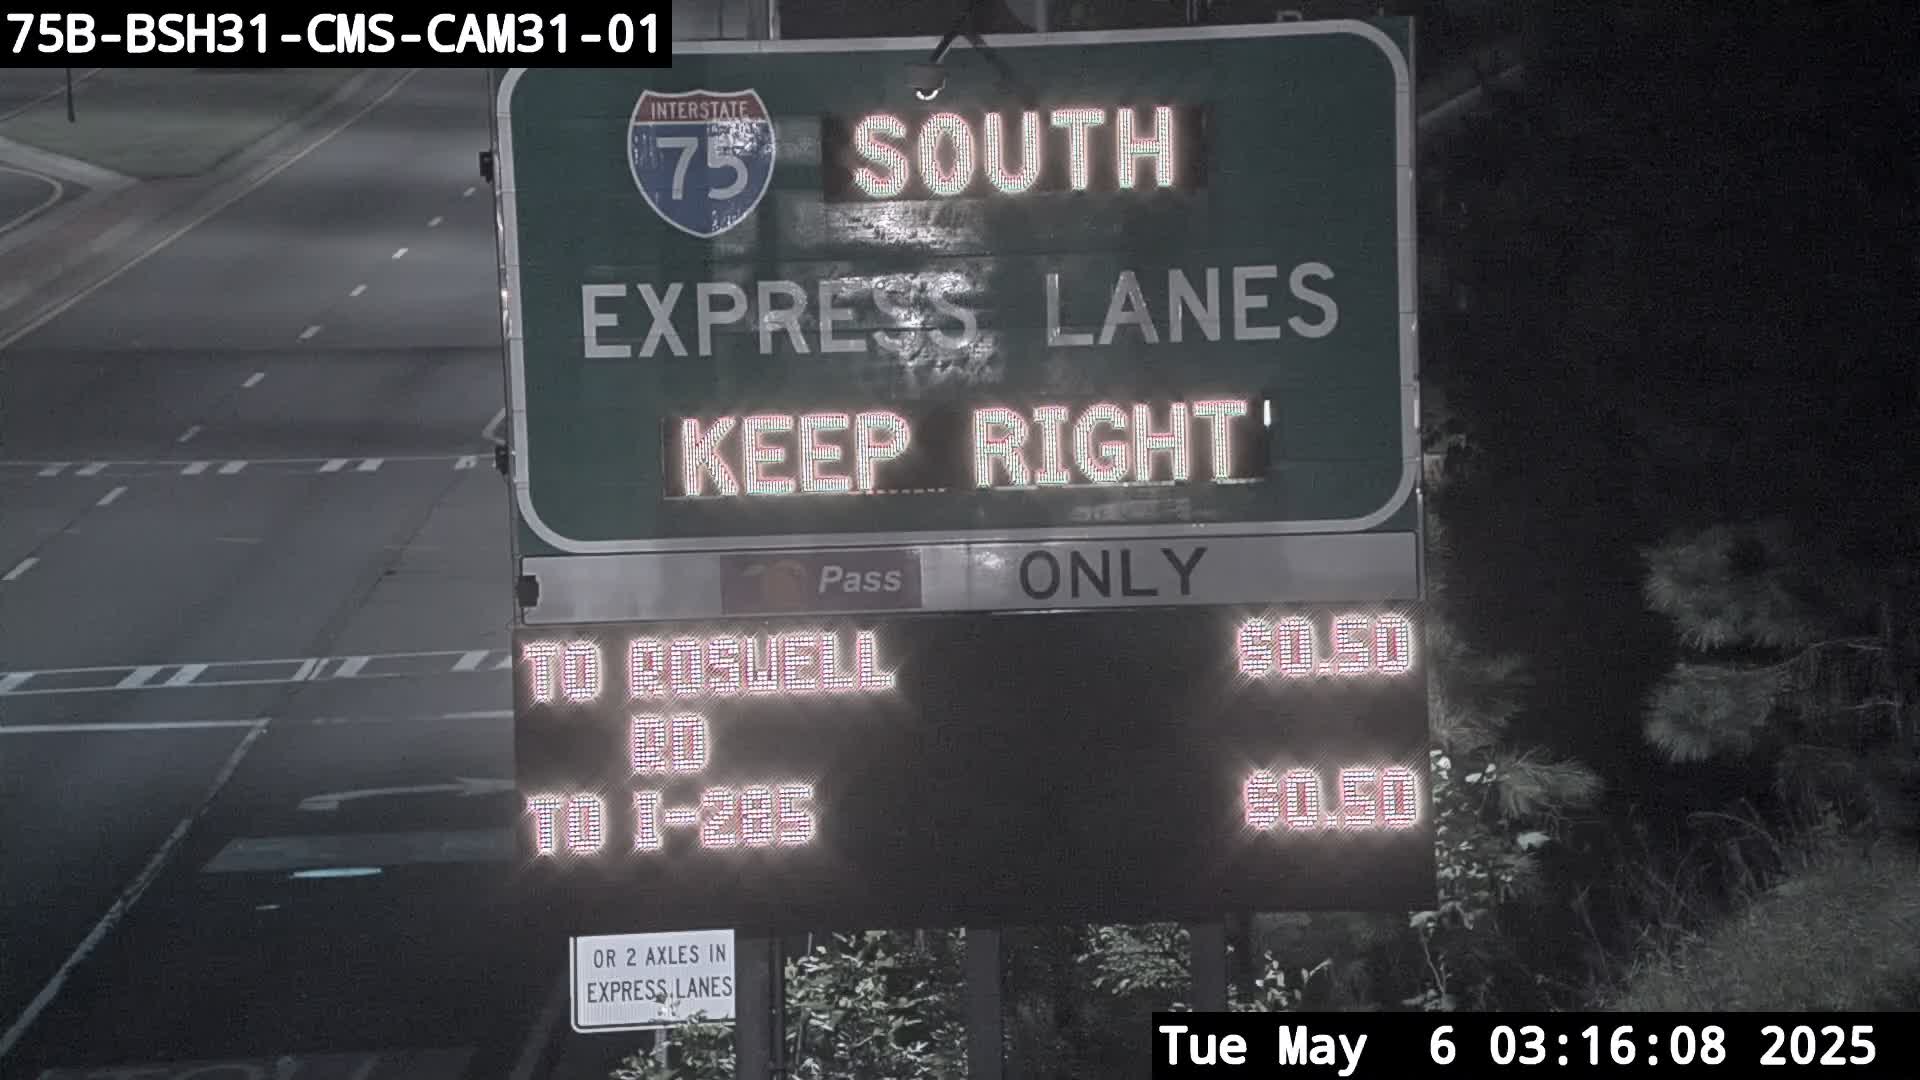 75B-BSH31-CMS-CAM31-01
INTERSTATE
75
SOUTH
EXPRESS LANES
KEEP RIGHT
Pass ONLY
TO ROSWELL $0.50
RD
TO I-285 $0.50
OR 2 AXLES IN
EXPRESS LANES
Tue May 6 03:16:08 2025